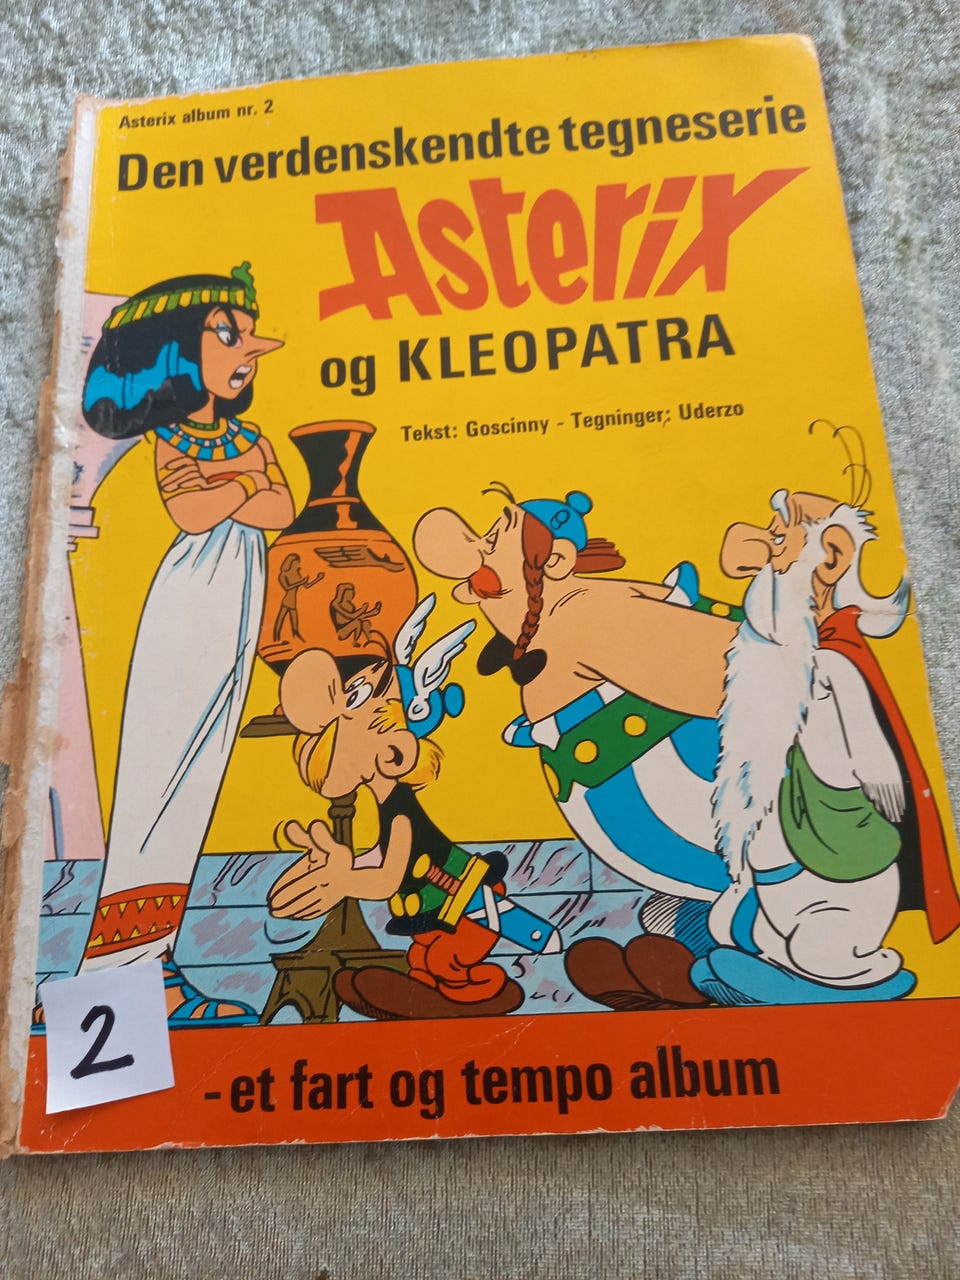 Asterix album nr. 2
Den verdenskendte tegneserie
Asterix
og KLEOPATRA
Tekst: Goscinny - Tegninger: Uderzo
2
-et fart og tempo album